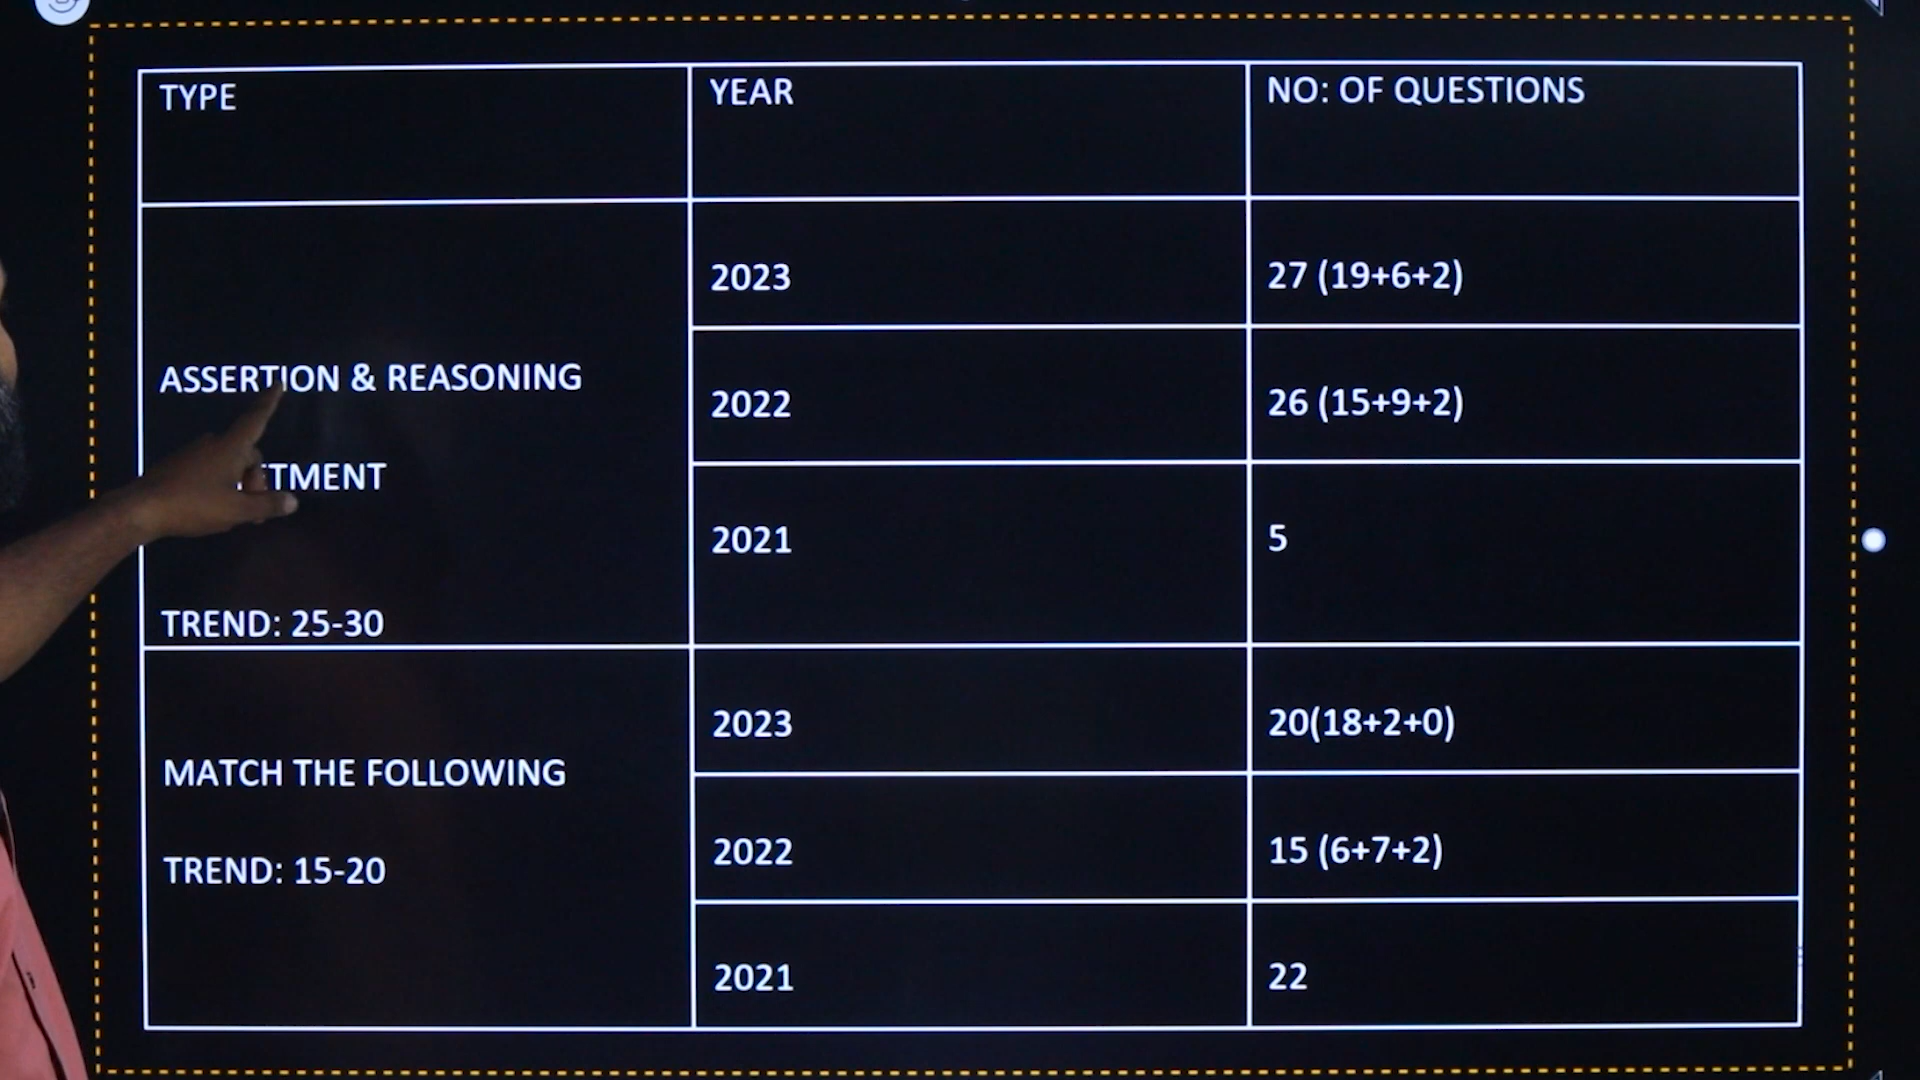 TYPE YEAR NO: OF QUESTIONS
2023 27 (19+6+2)
ASSERTION & REASONING
2022 26 (15+9+2)
2021 5
TREND: 25-30
2023 20(18+2+0)
MATCH THE FOLLOWING
2022 15 (6+7+2)
TREND: 15-20
2021 22